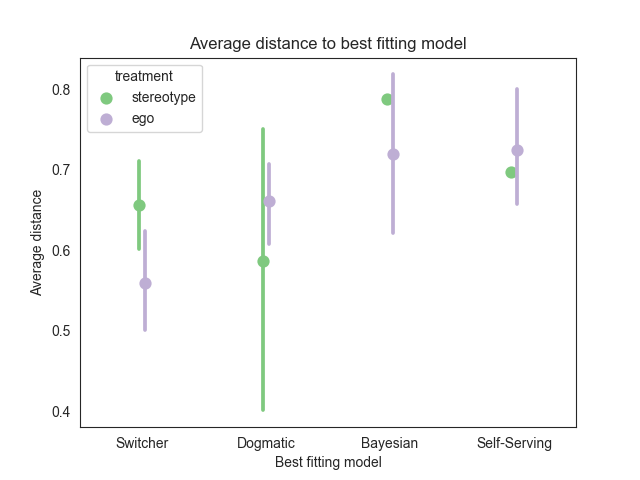 Average distance to best fitting model
treatment
stereotype
ego
Average distance
0.8
0.7
0.6
0.5
0.4
Switcher
Dogmatic
Bayesian
Self-Serving
Best fitting model